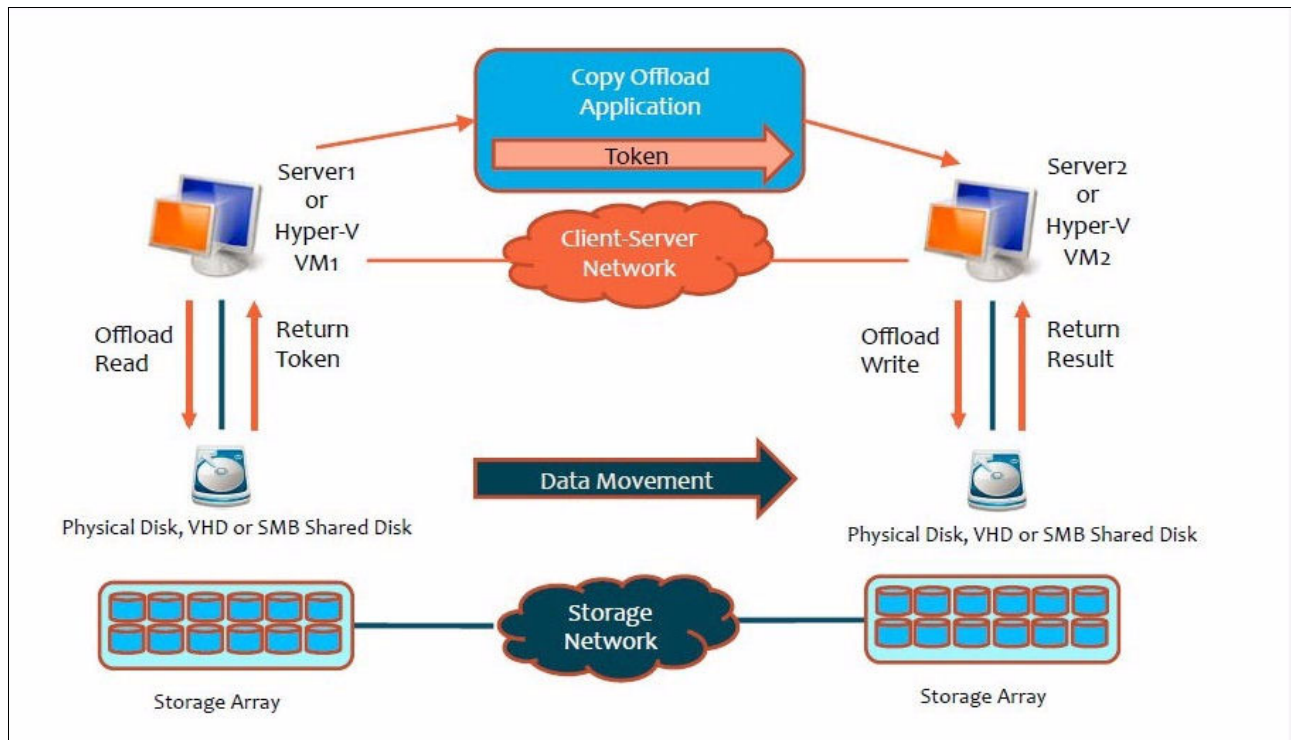 Copy Offload
Application
Token
Server1
or
Hyper-V
VM1
Server2
or
Hyper-V
VM2
Client-Server
Network
Offload
Read
Return
Token
Offload
Write
Return
Result
Data Movement
Physical Disk, VHD or SMB Shared Disk
Physical Disk, VHD or SMB Shared Disk
Storage
Network
Storage Array
Storage Array